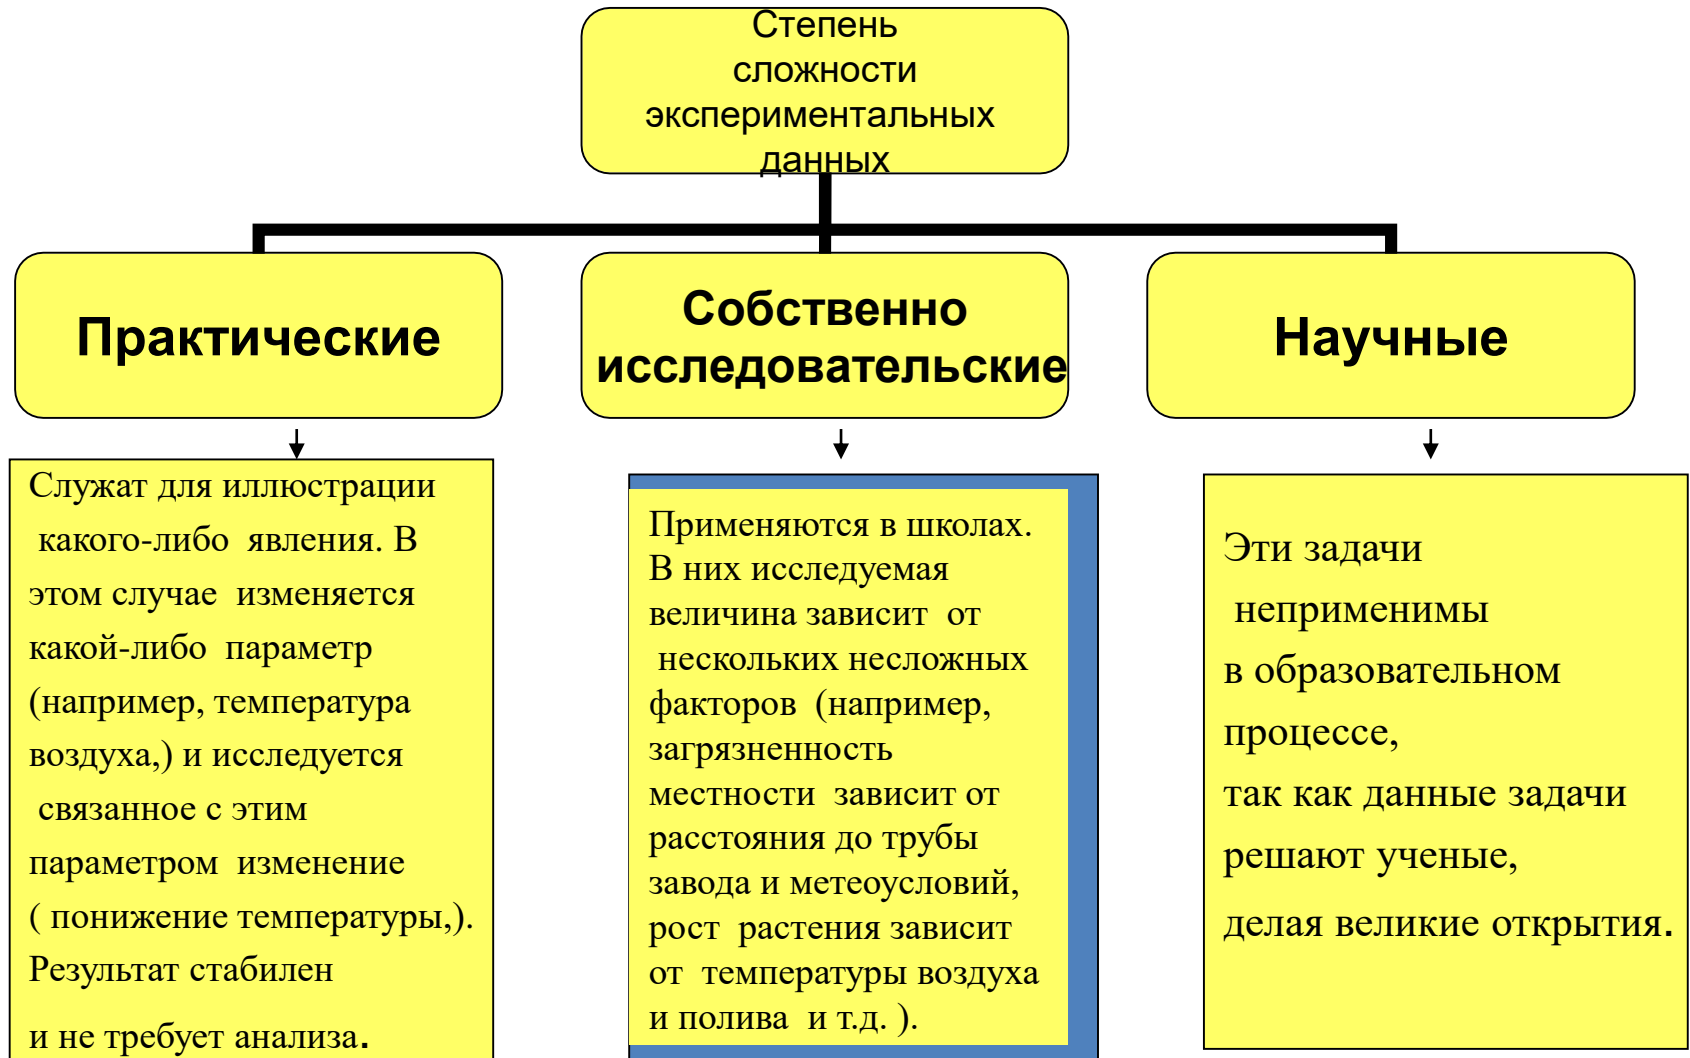 Степень
сложности
экспериментальных
данных
Практические
Собственно
исследовательские
Научные
Служат для иллюстрации
какого-либо явления. В
этом случае изменяется
какой-либо параметр
(например, температура
воздуха,) и исследуется
связанное с этим
параметром изменение
( понижение температуры,).
Результат стабилен
и не требует анализа.
Применяются в школах.
В них исследуемая
величина зависит от
нескольких несложных
факторов (например,
загрязненность
местности зависит от
расстояния до трубы
завода и метеоусловий,
рост растения зависит
от температуры воздуха
и полива и т.д. ).
Эти задачи
неприменимы
в образовательном
процессе,
так как данные задачи
решают ученые,
делая великие открытия.